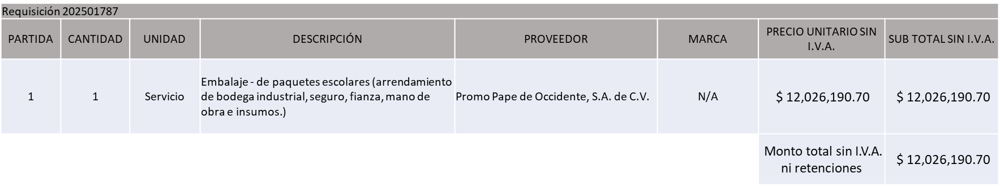 Requisición 202501787
PARTIDA CANTIDAD UNIDAD DESCRIPCIÓN PROVEEDOR MARCA PRECIO UNITARIO SIN I.V.A. SUB TOTAL SIN I.V.A.
1 1 Servicio Embalaje - de paquetes escolares (arrendamiento
de bodega industrial, seguro, fianza, mano de
obra e insumos.) Promo Pape de Occidente, S.A. de C.V. N/A $ 12,026,190.70 $ 12,026,190.70
Monto total sin I.V.A.
ni retenciones $ 12,026,190.70